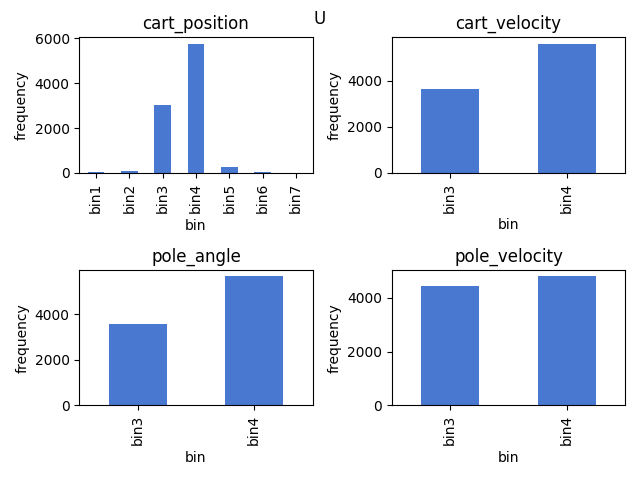 U
cart_position
frequency
6000
4000
2000
0
bin1 bin2 bin3 bin4 bin5 bin6 bin7
bin
cart_velocity
frequency
4000
2000
0
bin3 bin4
bin
pole_angle
frequency
4000
2000
0
bin3 bin4
bin
pole_velocity
frequency
4000
2000
0
bin3 bin4
bin